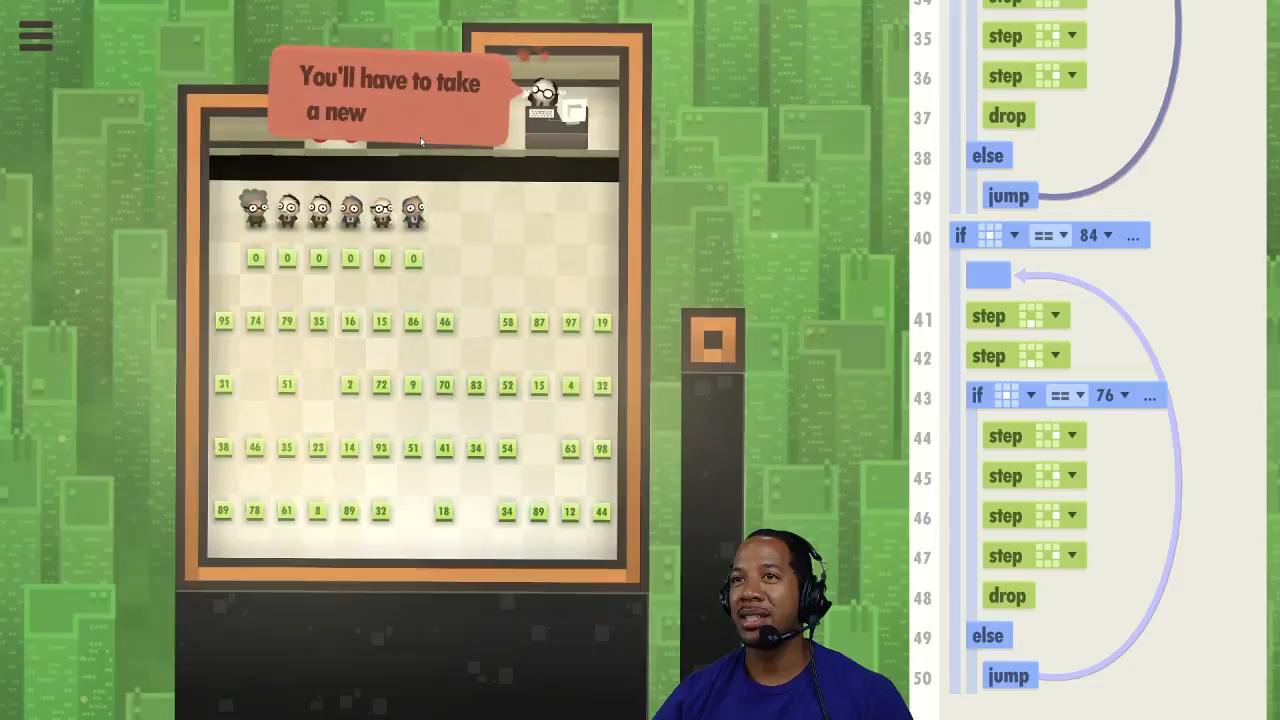 You'll have to take
a new
0 0 0 0 0 0
95 74 79 35 16 15 86 46 58 87 97 19
31 51 2 72 9 70 83 52 15 4 32
38 46 35 23 14 93 51 41 34 54 63 98
89 78 61 8 89 32 18 34 89 12 44
35 step
36 step
37 drop
38 else
39 jump
40 if == 84 ...
41 step
42 step
43 if == 76 ...
44 step
45 step
46 step
47 step
48 drop
49 else
50 jump